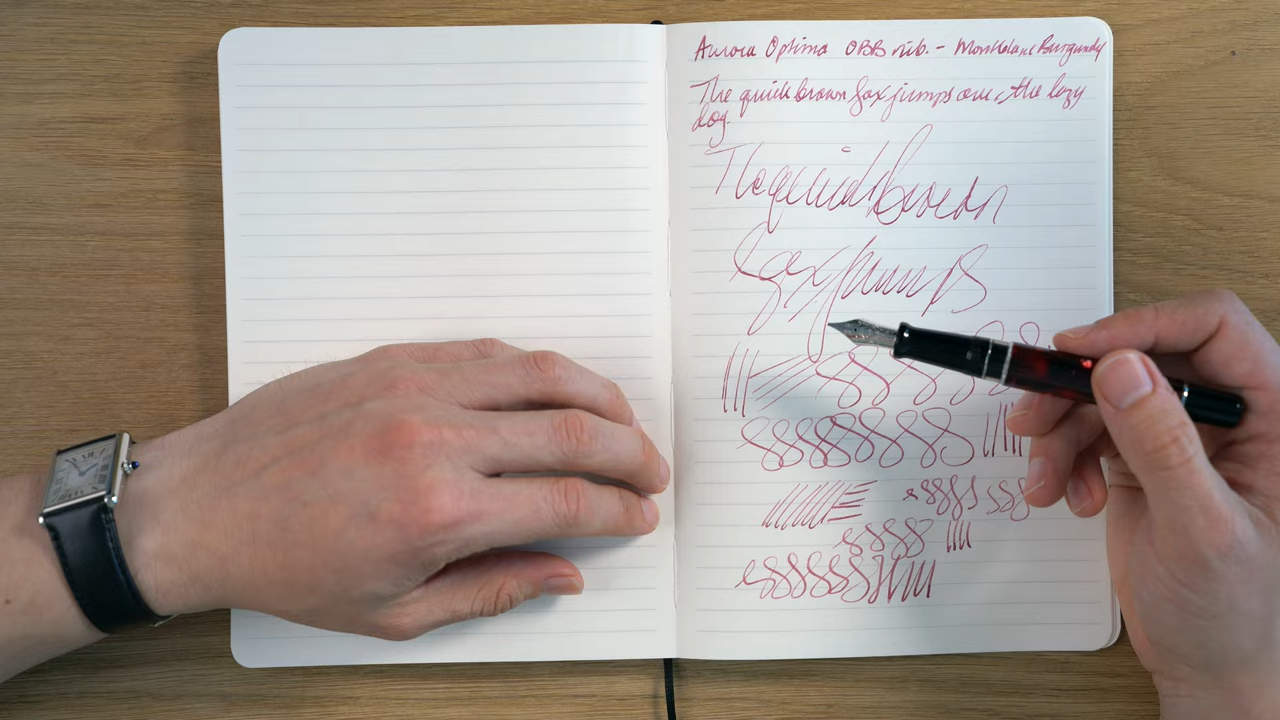 Aurora Optima OBB nib. - Montblanc Burgundy
The quick brown fox jumps over the lazy
dog.
The quick brown
fox jumps